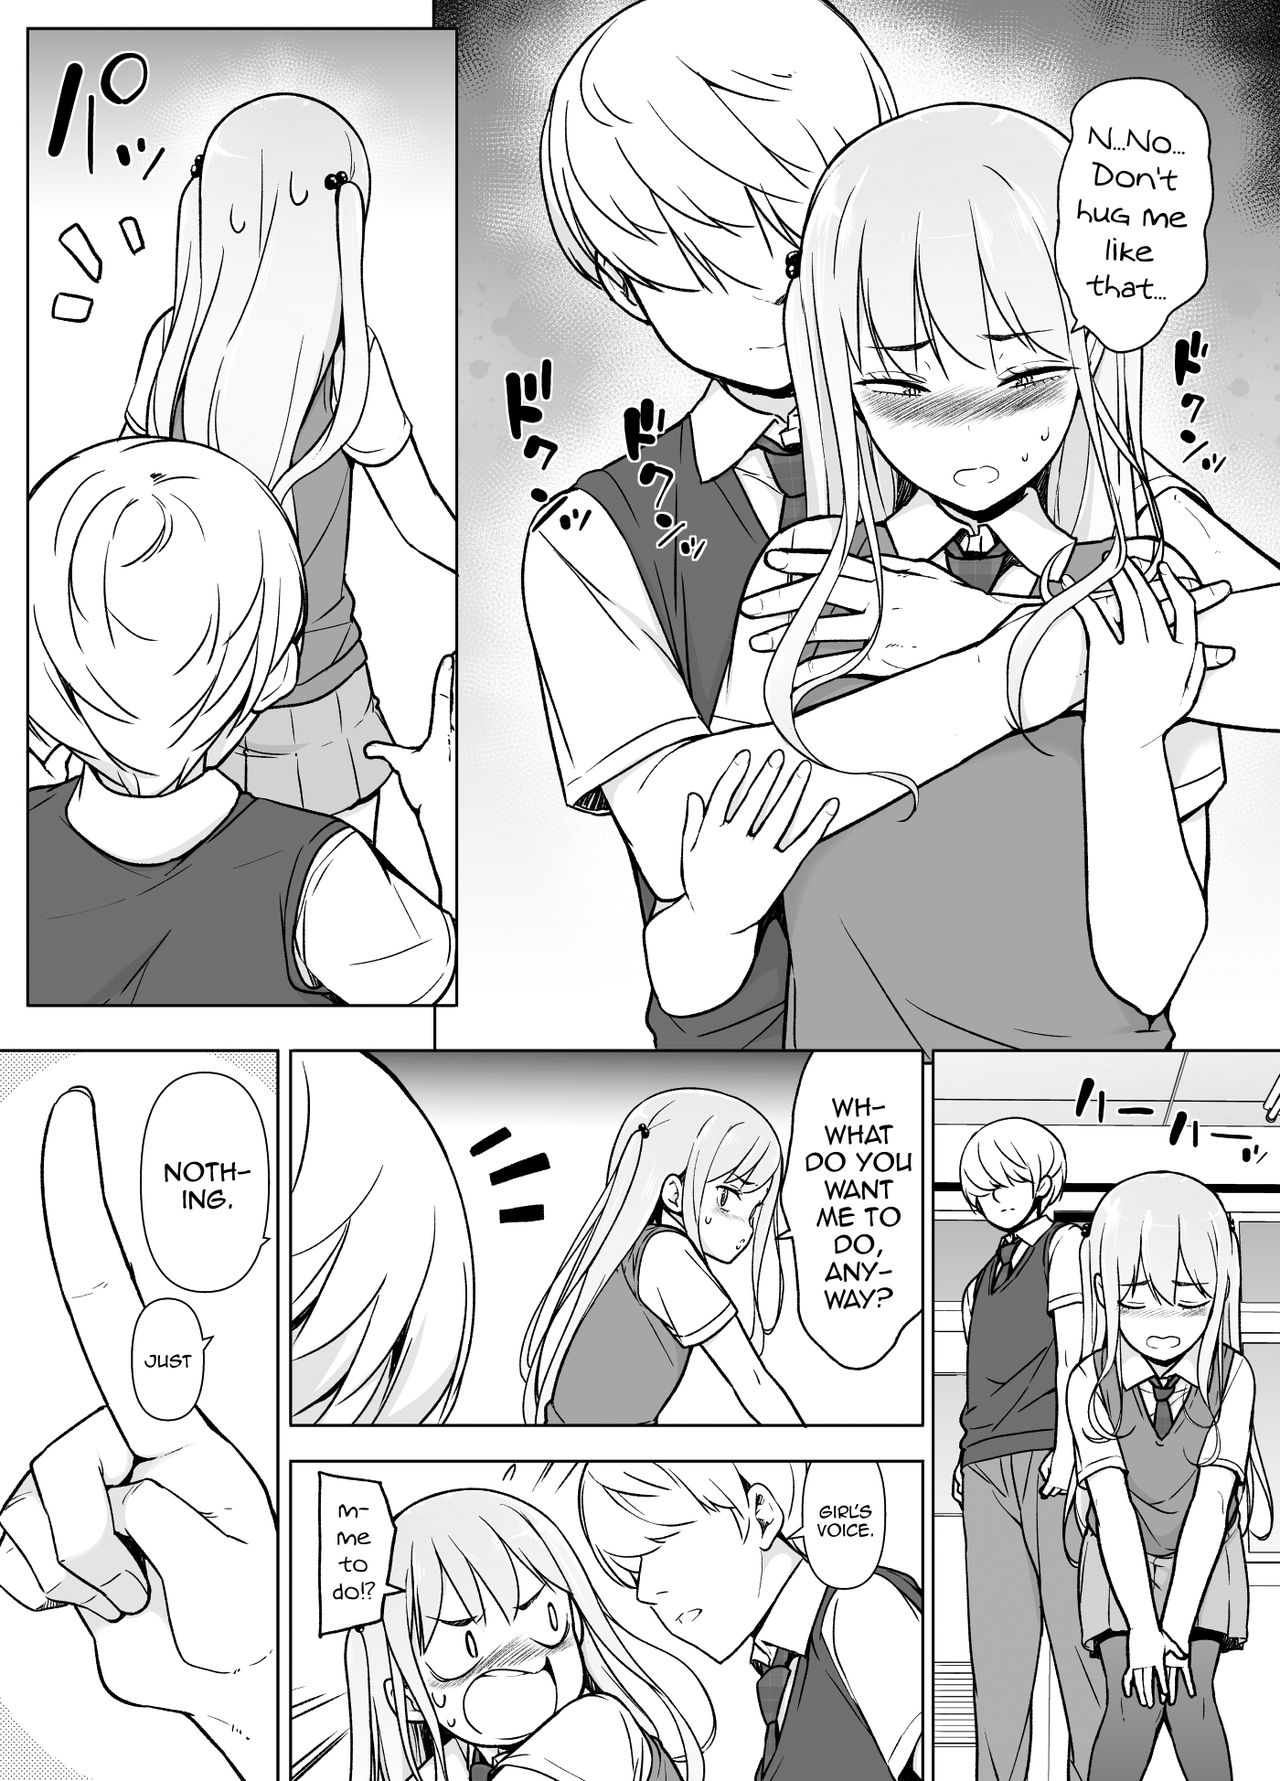 N...No...
Don't
hug me
like
that...
ドクンッ
ドクンッ
ドクンッ
パッ
ハー
ハーッ
WH-
WHAT
DO YOU
WANT
ME TO
DO,
ANY-
WAY?
NOTH-
ING.
JUST
GIRL'S
VOICE.
m-
me
to
do!?